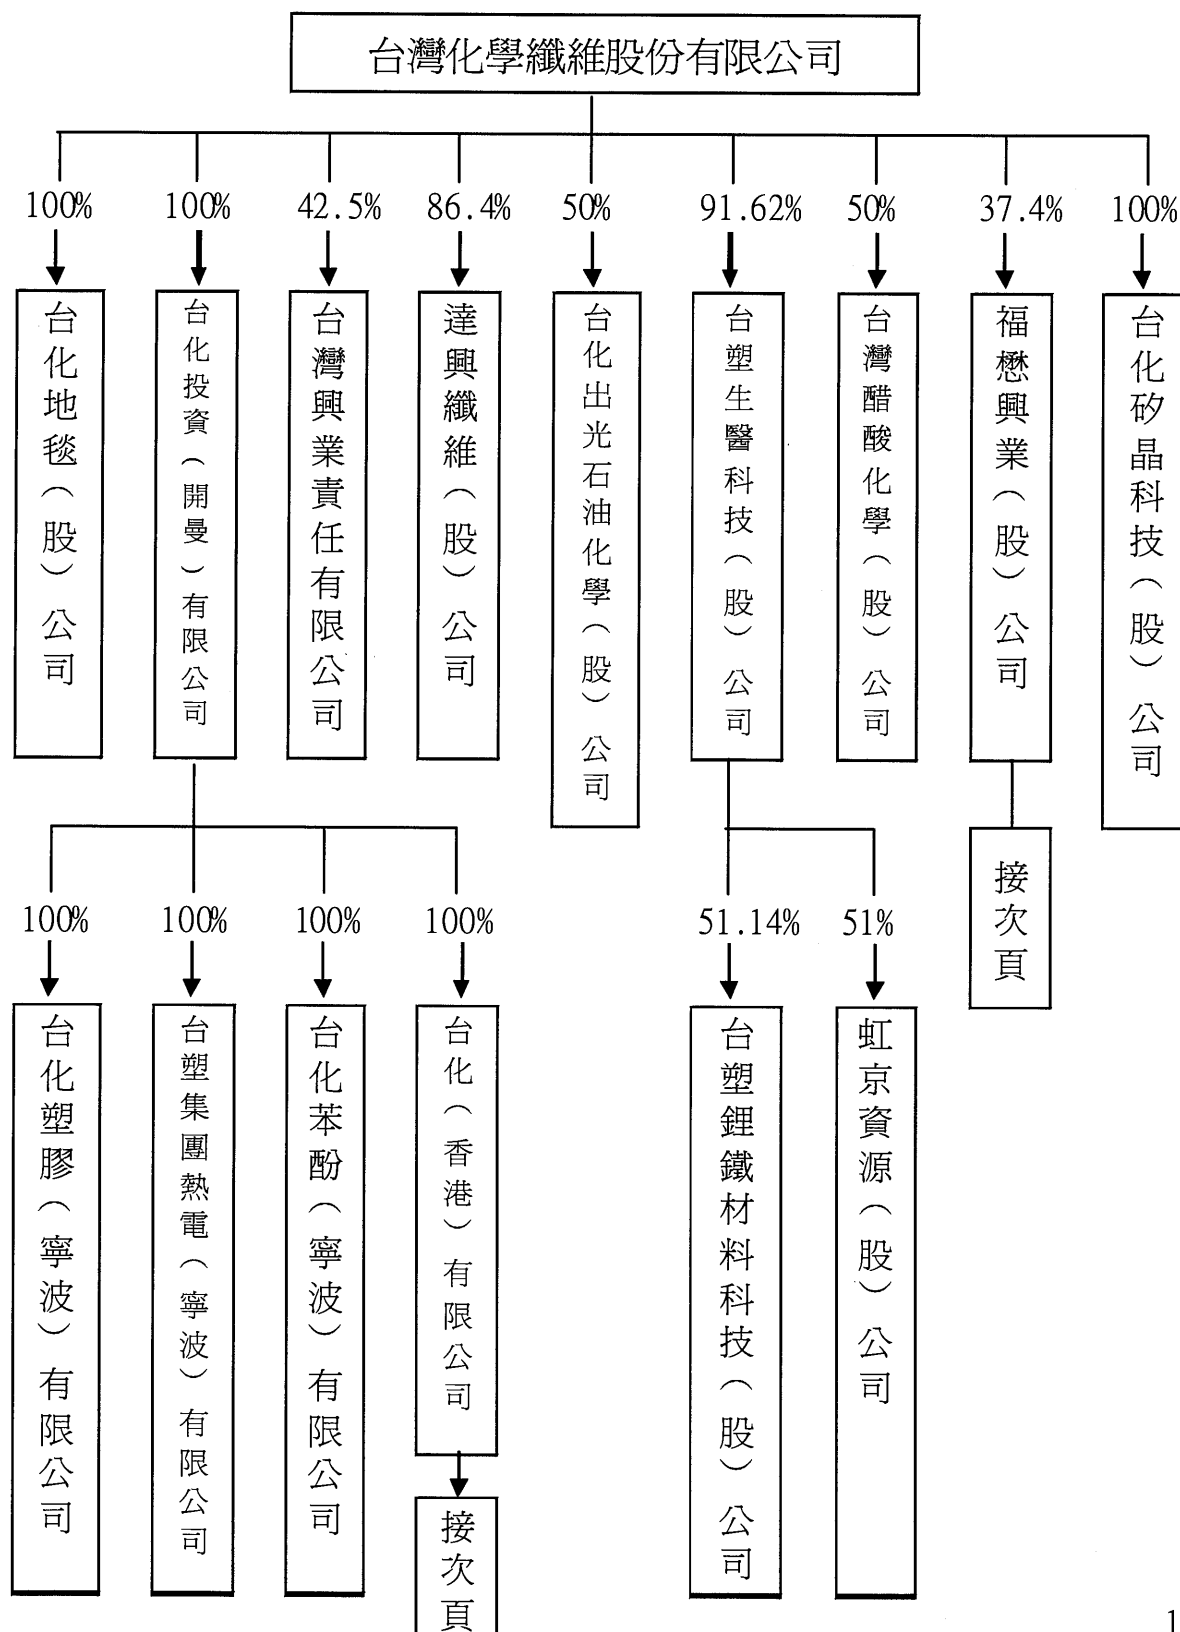 台灣化學纖維股份有限公司
100%
100%
42.5%
86.4%
50%
91.62%
50%
37.4%
100%
台化地毯(股)公司
台化投資(開曼)有限公司
台灣興業責任有限公司
達興纖維(股)公司
台化出光石油化學(股)公司
台塑生醫科技(股)公司
台灣醋酸化學(股)公司
福懋興業(股)公司
台化矽晶科技(股)公司
100%
100%
100%
100%
51.14%
51%
接次頁
台化塑膠(寧波)有限公司
台塑集團熱電(寧波)有限公司
台化苯酚(寧波)有限公司
台化(香港)有限公司
台塑鋰鐵材料科技(股)公司
虹京資源(股)公司
接次頁
1